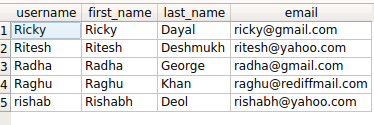 username first_name last_name email
1 Ricky Ricky Dayal ricky@gmail.com
2 Ritesh Ritesh Deshmukh ritesh@yahoo.com
3 Radha Radha George radha@gmail.com
4 Raghu Raghu Khan raghu@rediffmail.com
5 rishab Rishabh Deol rishabh@yahoo.com